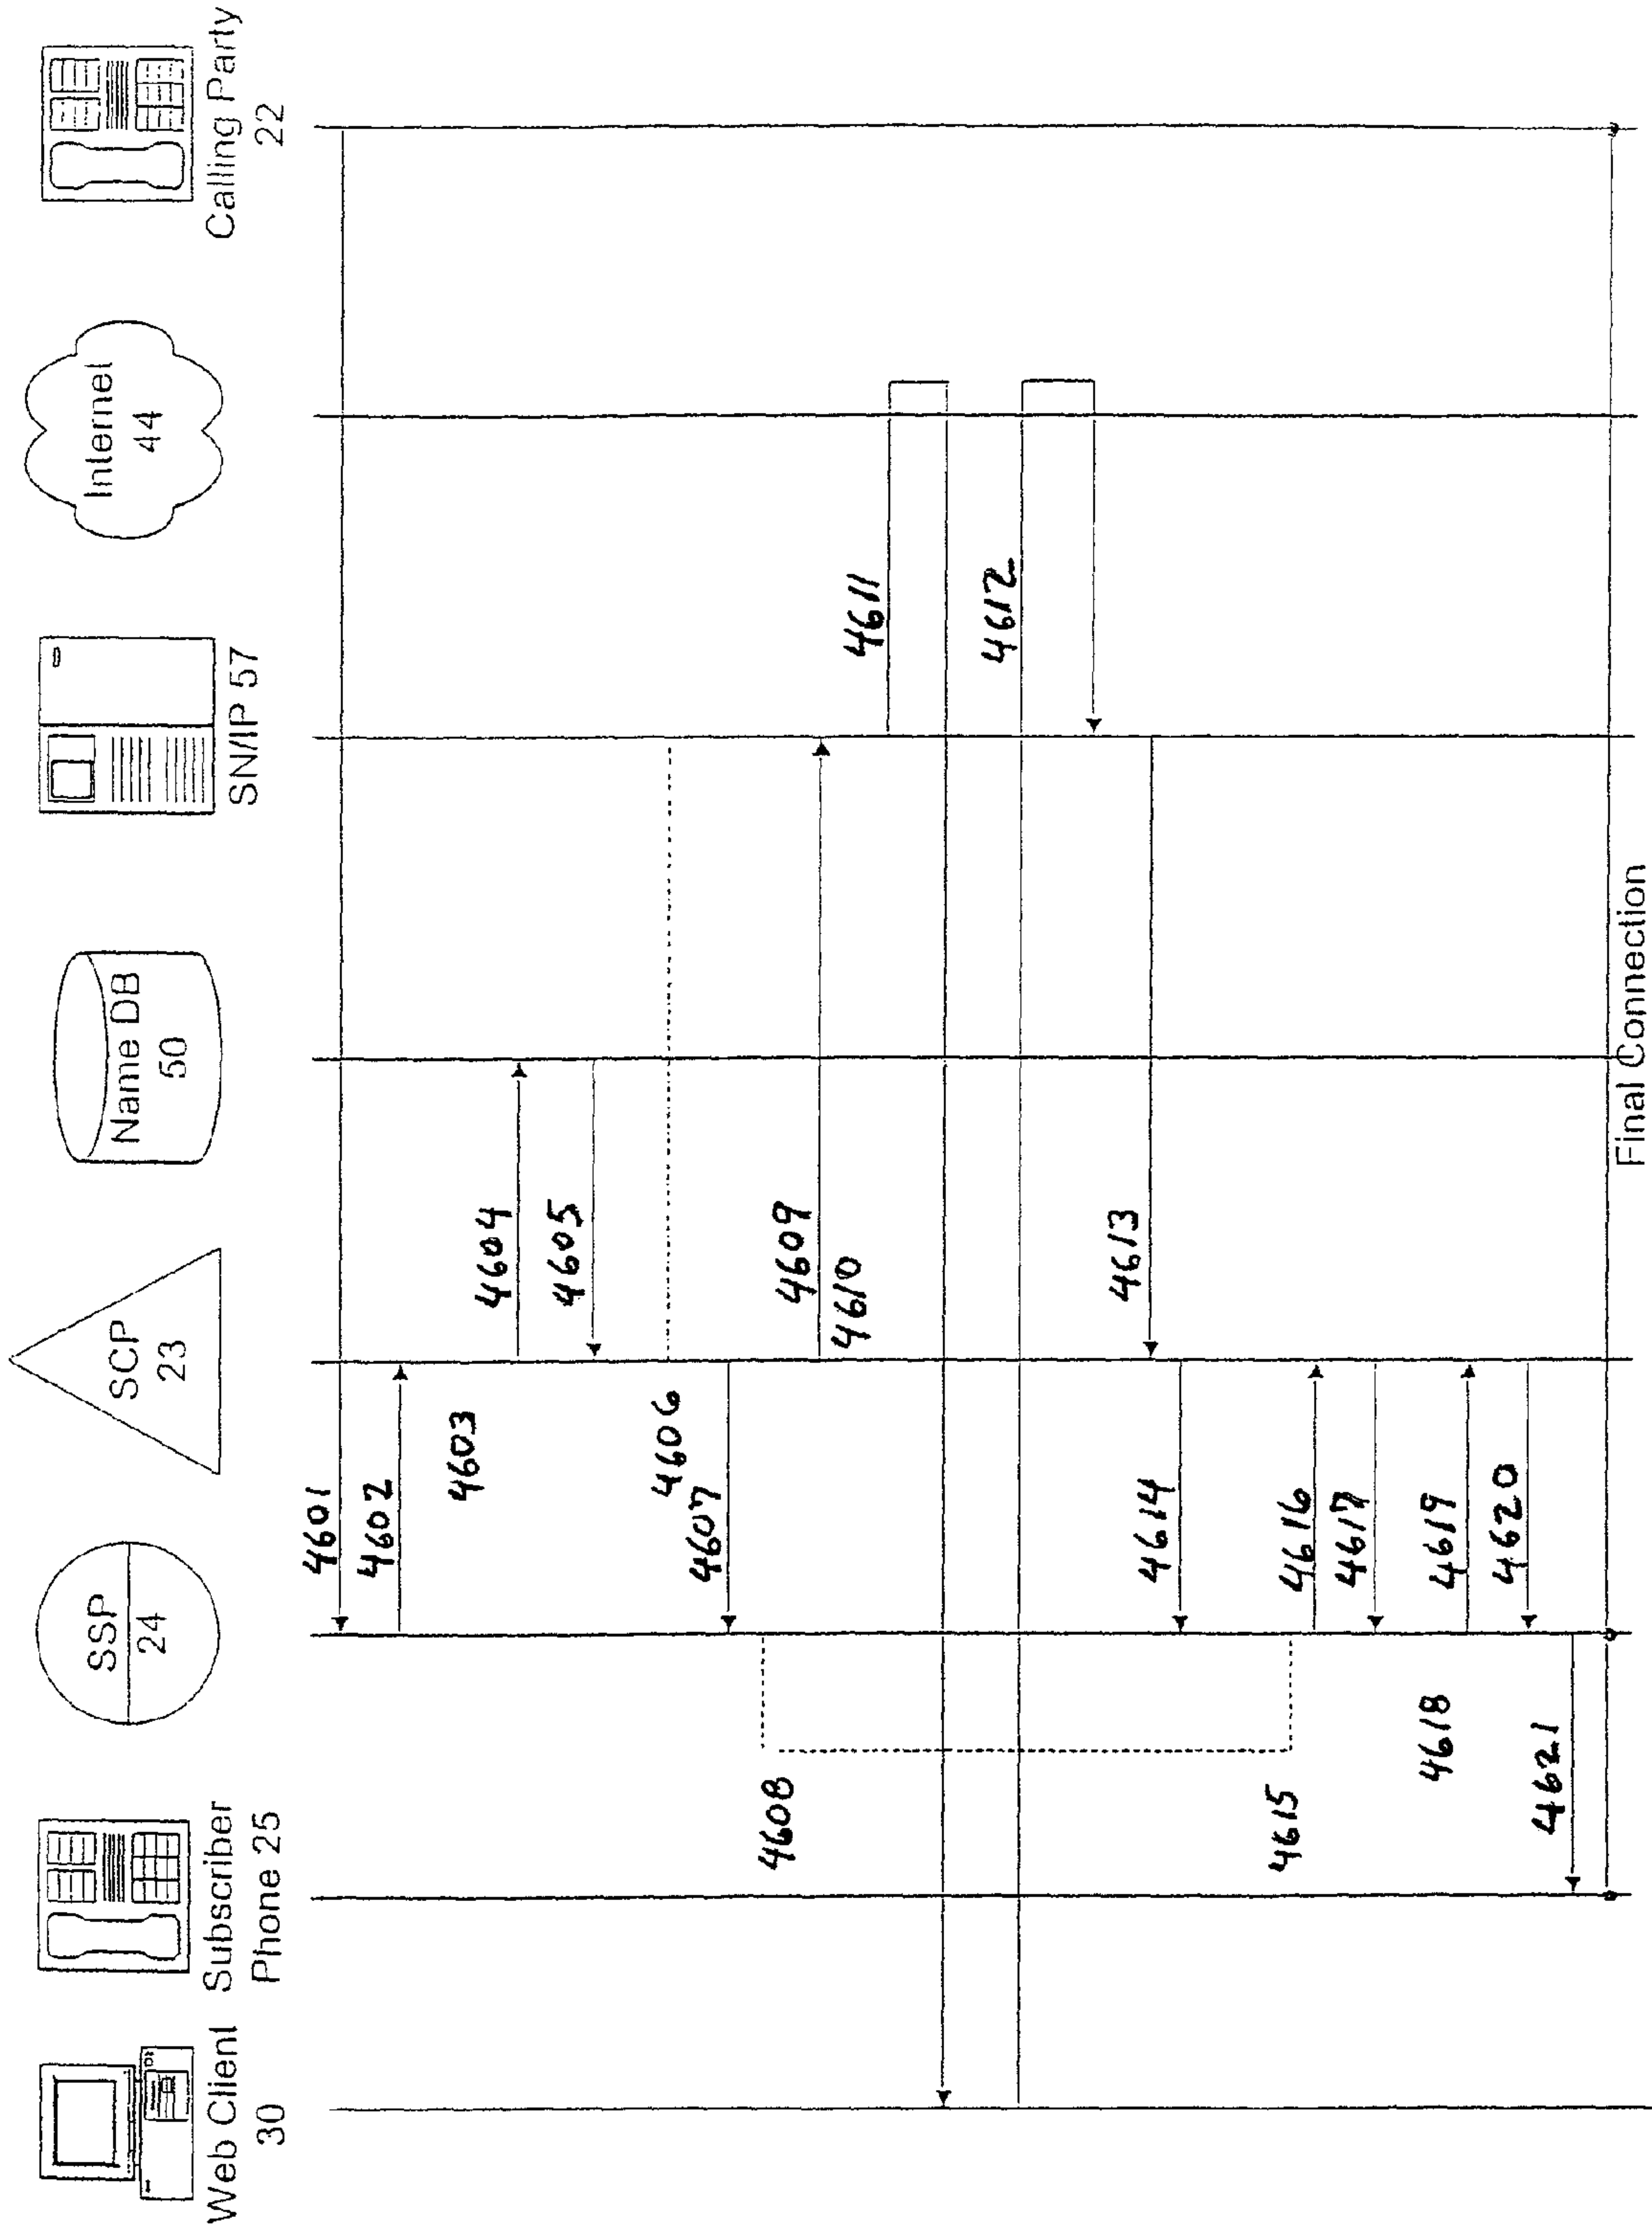 Web Client
30
Subscriber
Phone 25
SSP
24
SCP
23
Name DB
50
SN/IP 57
Internet
44
Calling Party
22
4601
4602
4603
4604
4605
4606
4607
4608
4609
4610
4611
4612
4613
4614
4615
4616
4617
4618
4619
4620
4621
Final Connection